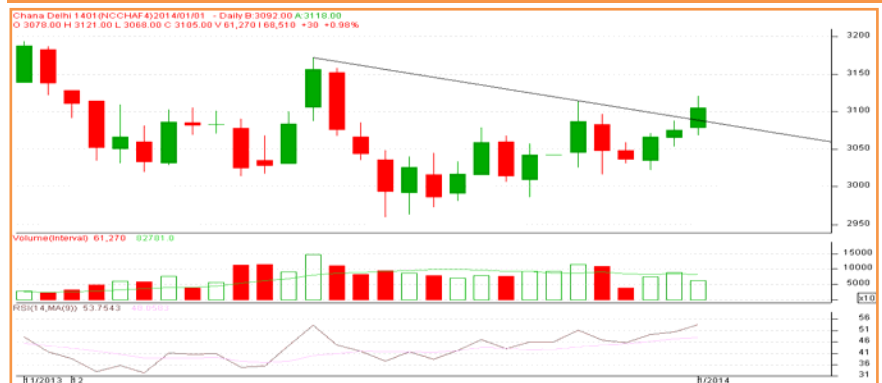 Chana Delhi 1401(NCCHAF4)2014/01/01 - Daily B:3092.00 A:3118.00
O 3078.00 H 3121.00 L 3068.00 C 3105.00 V 61,270 I 68,510 +30 +0.98%
3200
3150
3100
3050
3000
2950
Volume(Interval) 61,270 82781.0
15000
10000
5000
x10
RSI(14,MA(9)) 53.7543
56
51
46
41
36
31
11/2013 12 1/2014